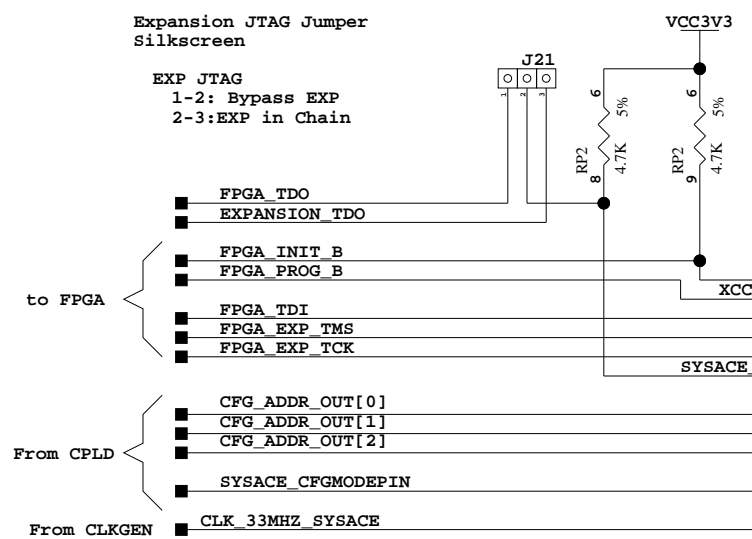 Expansion JTAG Jumper
Silkscreen
VCC3V3
J21
EXP JTAG
1-2: Bypass EXP
2-3:EXP in Chain
1 2 3
6 5% 6 5%
RP2 4.7K RP2 4.7K
8 9
FPGA_TDO
EXPANSION_TDO
FPGA_INIT_B
FPGA_PROG_B
XCC
to FPGA
FPGA_TDI
FPGA_EXP_TMS
FPGA_EXP_TCK
SYSACE_
CFG_ADDR_OUT[0]
CFG_ADDR_OUT[1]
CFG_ADDR_OUT[2]
From CPLD
SYSACE_CFGMODEPIN
From CLKGEN
CLK_33MHZ_SYSACE